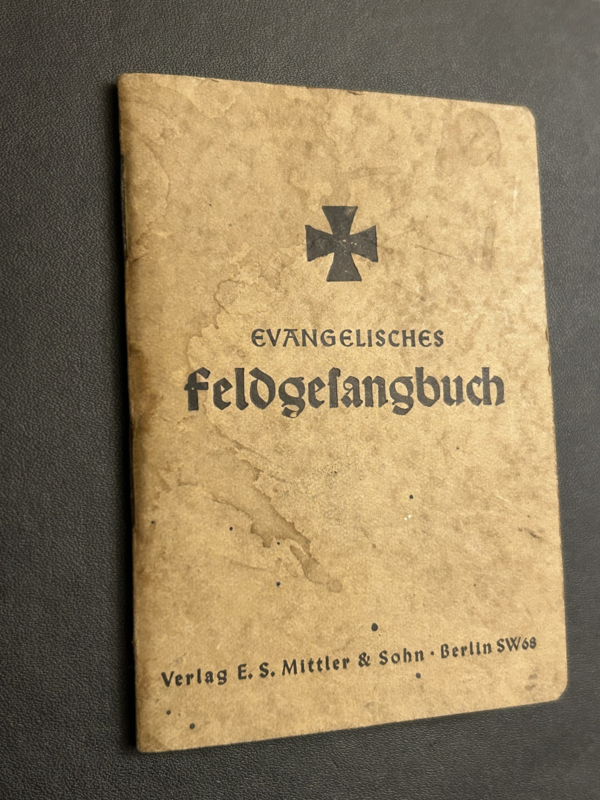 EVANGELISCHES
Feldgeſangbuch
Verlag E. S. Mittler & Sohn · Berlin SW68